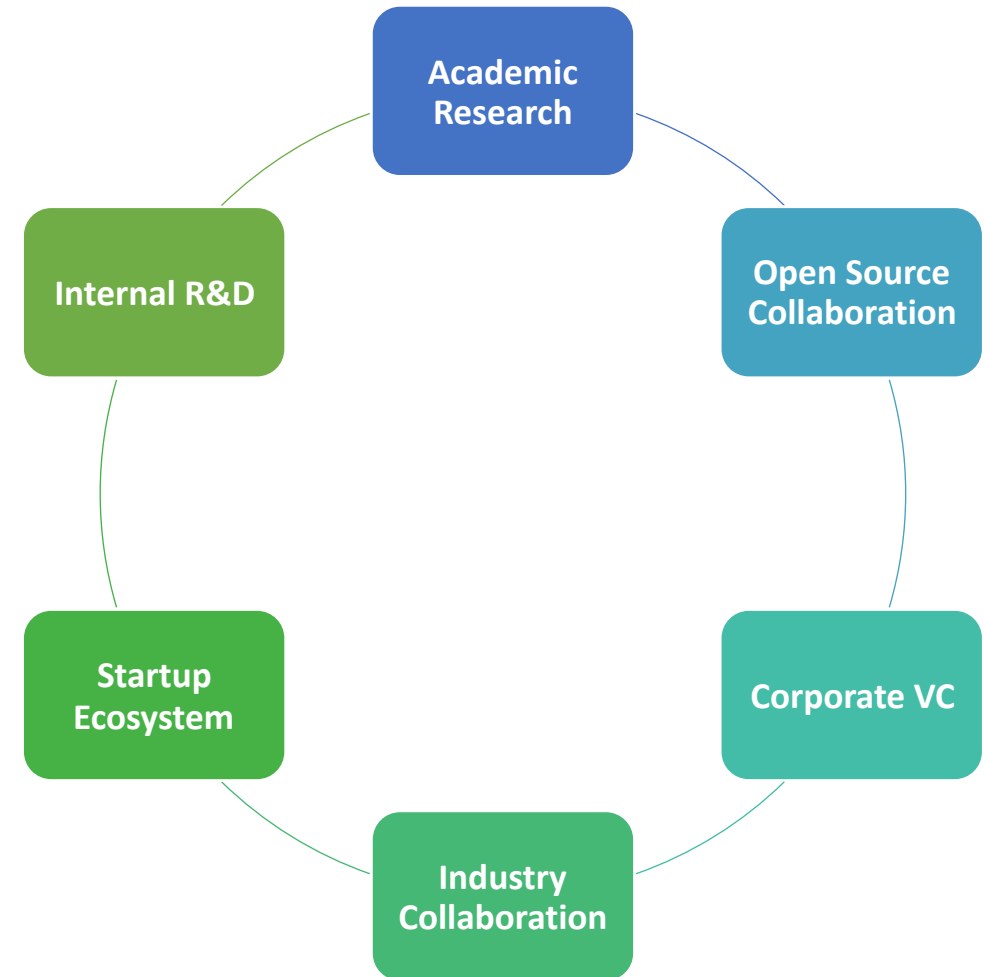 Academic
Research
Open Source
Collaboration
Corporate VC
Industry
Collaboration
Startup
Ecosystem
Internal R&D